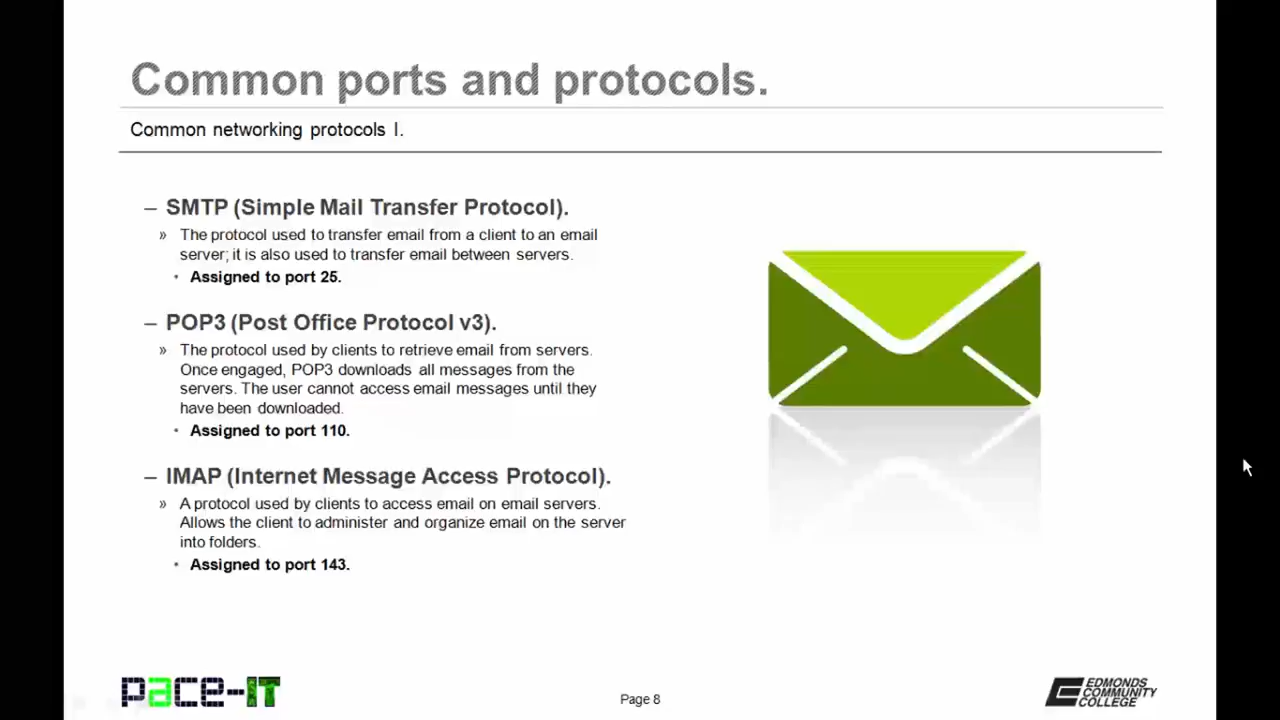 Common ports and protocols.
Common networking protocols I.
– SMTP (Simple Mail Transfer Protocol).
» The protocol used to transfer email from a client to an email
server; it is also used to transfer email between servers.
• Assigned to port 25.
– POP3 (Post Office Protocol v3).
» The protocol used by clients to retrieve email from servers.
Once engaged, POP3 downloads all messages from the
servers. The user cannot access email messages until they
have been downloaded.
• Assigned to port 110.
– IMAP (Internet Message Access Protocol).
» A protocol used by clients to access email on email servers.
Allows the client to administer and organize email on the server
into folders.
• Assigned to port 143.
pace-IT
Page 8
EDMONDS
COMMUNITY
COLLEGE